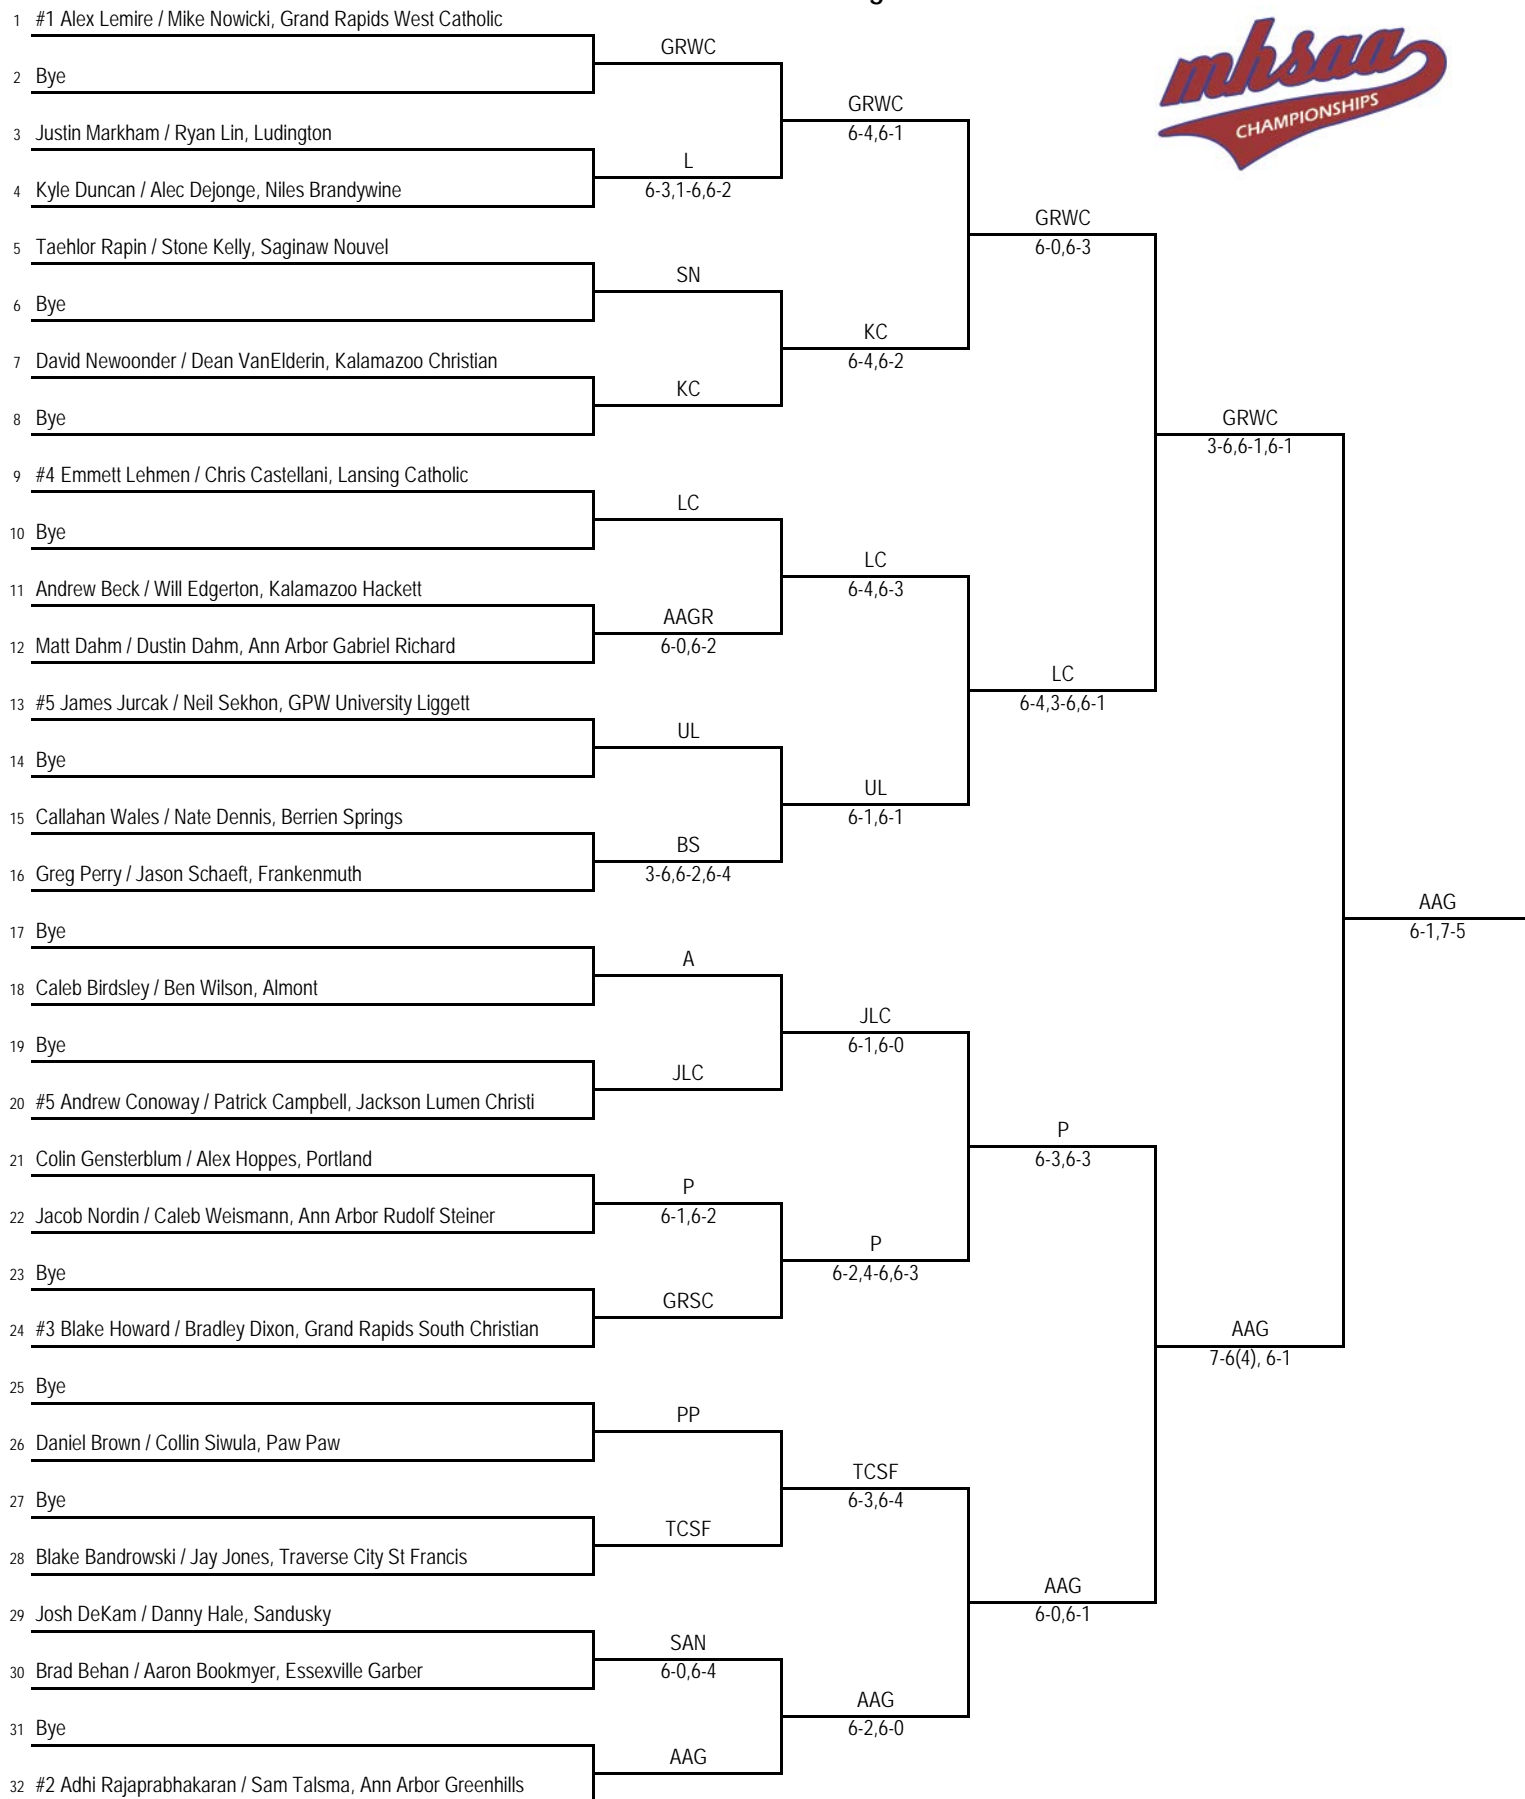 1 #1 Alex Lemire / Mike Nowicki, Grand Rapids West Catholic
GRWC
2 Bye
GRWC
6-4,6-1
3 Justin Markham / Ryan Lin, Ludington
L
6-3,1-6,6-2
4 Kyle Duncan / Alec Dejonge, Niles Brandywine
GRWC
6-0,6-3
5 Taehlor Rapin / Stone Kelly, Saginaw Nouvel
SN
6 Bye
KC
6-4,6-2
7 David Newoonder / Dean VanElderin, Kalamazoo Christian
KC
8 Bye
GRWC
3-6,6-1,6-1
9 #4 Emmett Lehmen / Chris Castellani, Lansing Catholic
LC
10 Bye
LC
6-4,6-3
11 Andrew Beck / Will Edgerton, Kalamazoo Hackett
AAGR
6-0,6-2
12 Matt Dahm / Dustin Dahm, Ann Arbor Gabriel Richard
LC
6-4,3-6,6-1
13 #5 James Jurcak / Neil Sekhon, GPW University Liggett
UL
14 Bye
UL
6-1,6-1
15 Callahan Wales / Nate Dennis, Berrien Springs
BS
3-6,6-2,6-4
16 Greg Perry / Jason Schaeft, Frankenmuth
AAG
6-1,7-5
17 Bye
A
18 Caleb Birdsley / Ben Wilson, Almont
JLC
6-1,6-0
19 Bye
JLC
20 #5 Andrew Conoway / Patrick Campbell, Jackson Lumen Christi
P
6-3,6-3
21 Colin Gensterblum / Alex Hoppes, Portland
P
6-1,6-2
22 Jacob Nordin / Caleb Weismann, Ann Arbor Rudolf Steiner
P
6-2,4-6,6-3
23 Bye
GRSC
24 #3 Blake Howard / Bradley Dixon, Grand Rapids South Christian
AAG
7-6(4), 6-1
25 Bye
PP
26 Daniel Brown / Collin Siwula, Paw Paw
TCSF
6-3,6-4
27 Bye
TCSF
28 Blake Bandrowski / Jay Jones, Traverse City St Francis
AAG
6-0,6-1
29 Josh DeKam / Danny Hale, Sandusky
SAN
6-0,6-4
30 Brad Behan / Aaron Bookmyer, Essexville Garber
AAG
6-2,6-0
31 Bye
AAG
32 #2 Adhi Rajaprabhakaran / Sam Talsma, Ann Arbor Greenhills
mhsaa
CHAMPIONSHIPS